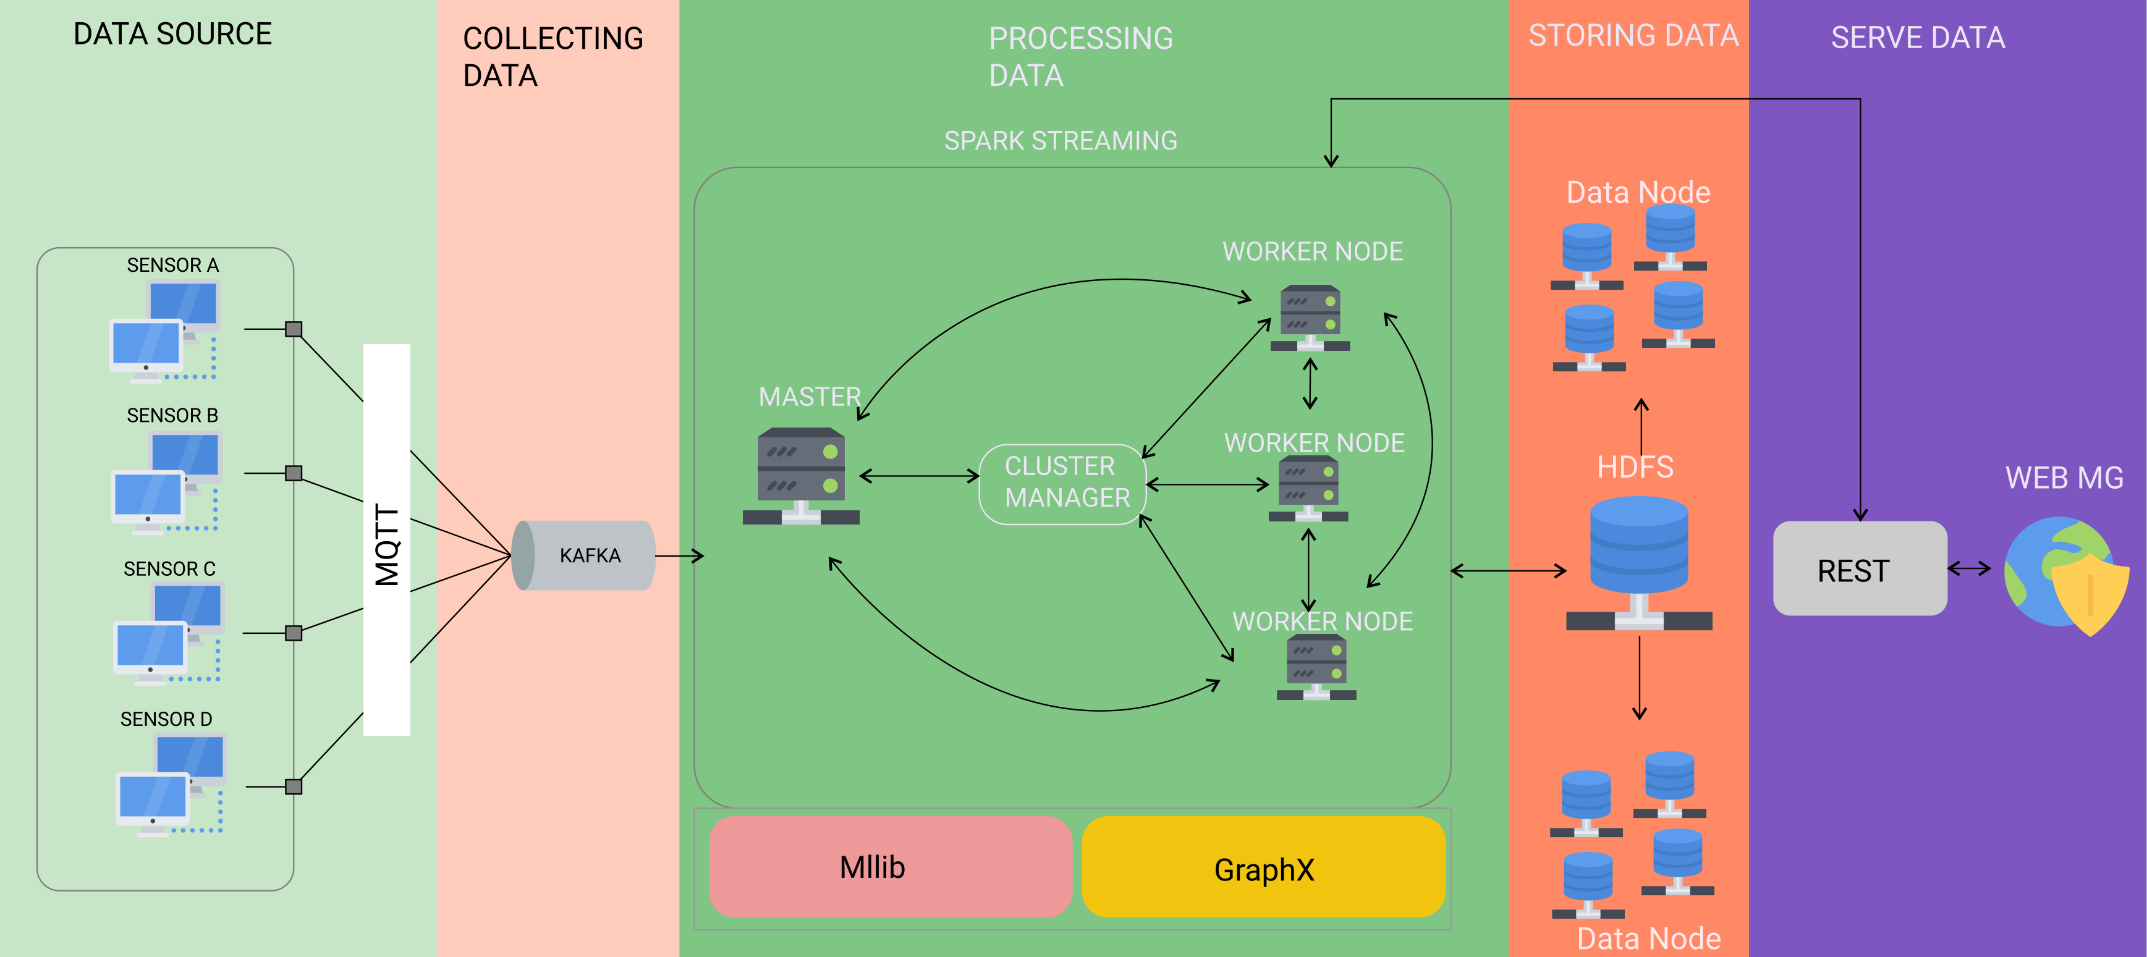 DATA SOURCE
COLLECTING
DATA
PROCESSING
DATA
STORING DATA
SERVE DATA
SPARK STREAMING
SENSOR A
SENSOR B
SENSOR C
SENSOR D
MQTT
KAFKA
MASTER
CLUSTER
MANAGER
WORKER NODE
WORKER NODE
WORKER NODE
Mllib
GraphX
Data Node
HDFS
Data Node
REST
WEB MG